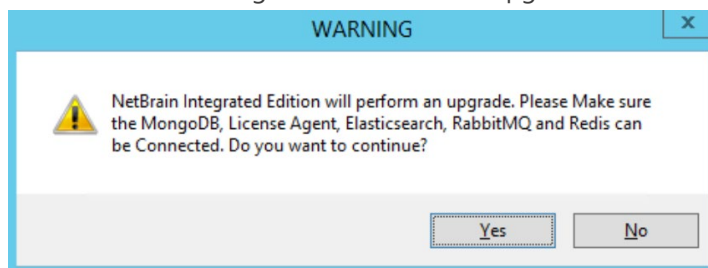 WARNING
x
NetBrain Integrated Edition will perform an upgrade. Please Make sure
the MongoDB, License Agent, Elasticsearch, RabbitMQ and Redis can
be Connected. Do you want to continue?
Yes No